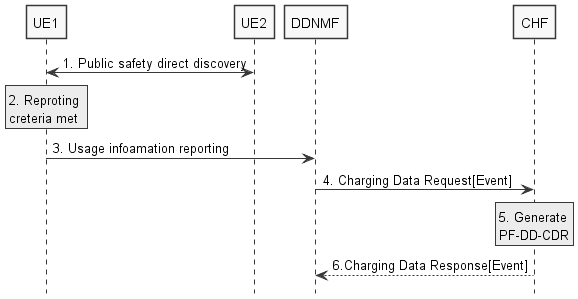 UE1
UE2
DDNMF
CHF
1. Public safety direct discovery
2. Reproting
creteria met
3. Usage infoamation reporting
4. Charging Data Request[Event]
5. Generate
PF-DD-CDR
6.Charging Data Response[Event]